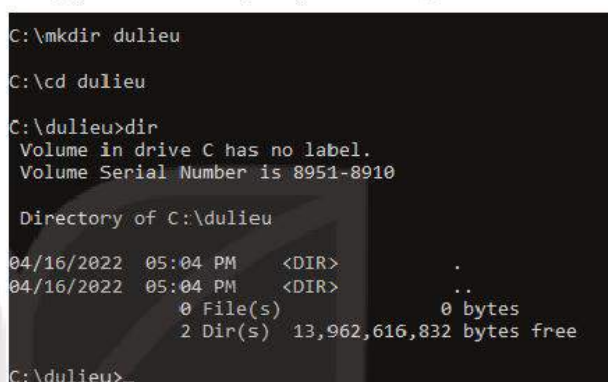 C:\mkdir dulieu
C:\cd dulieu
C:\dulieu>dir
Volume in drive C has no label.
Volume Serial Number is 8951-8910
Directory of C:\dulieu
04/16/2022 05:04 PM <DIR> .
04/16/2022 05:04 PM <DIR> ..
0 File(s) 0 bytes
2 Dir(s) 13,962,616,832 bytes free
C:\dulieu>_